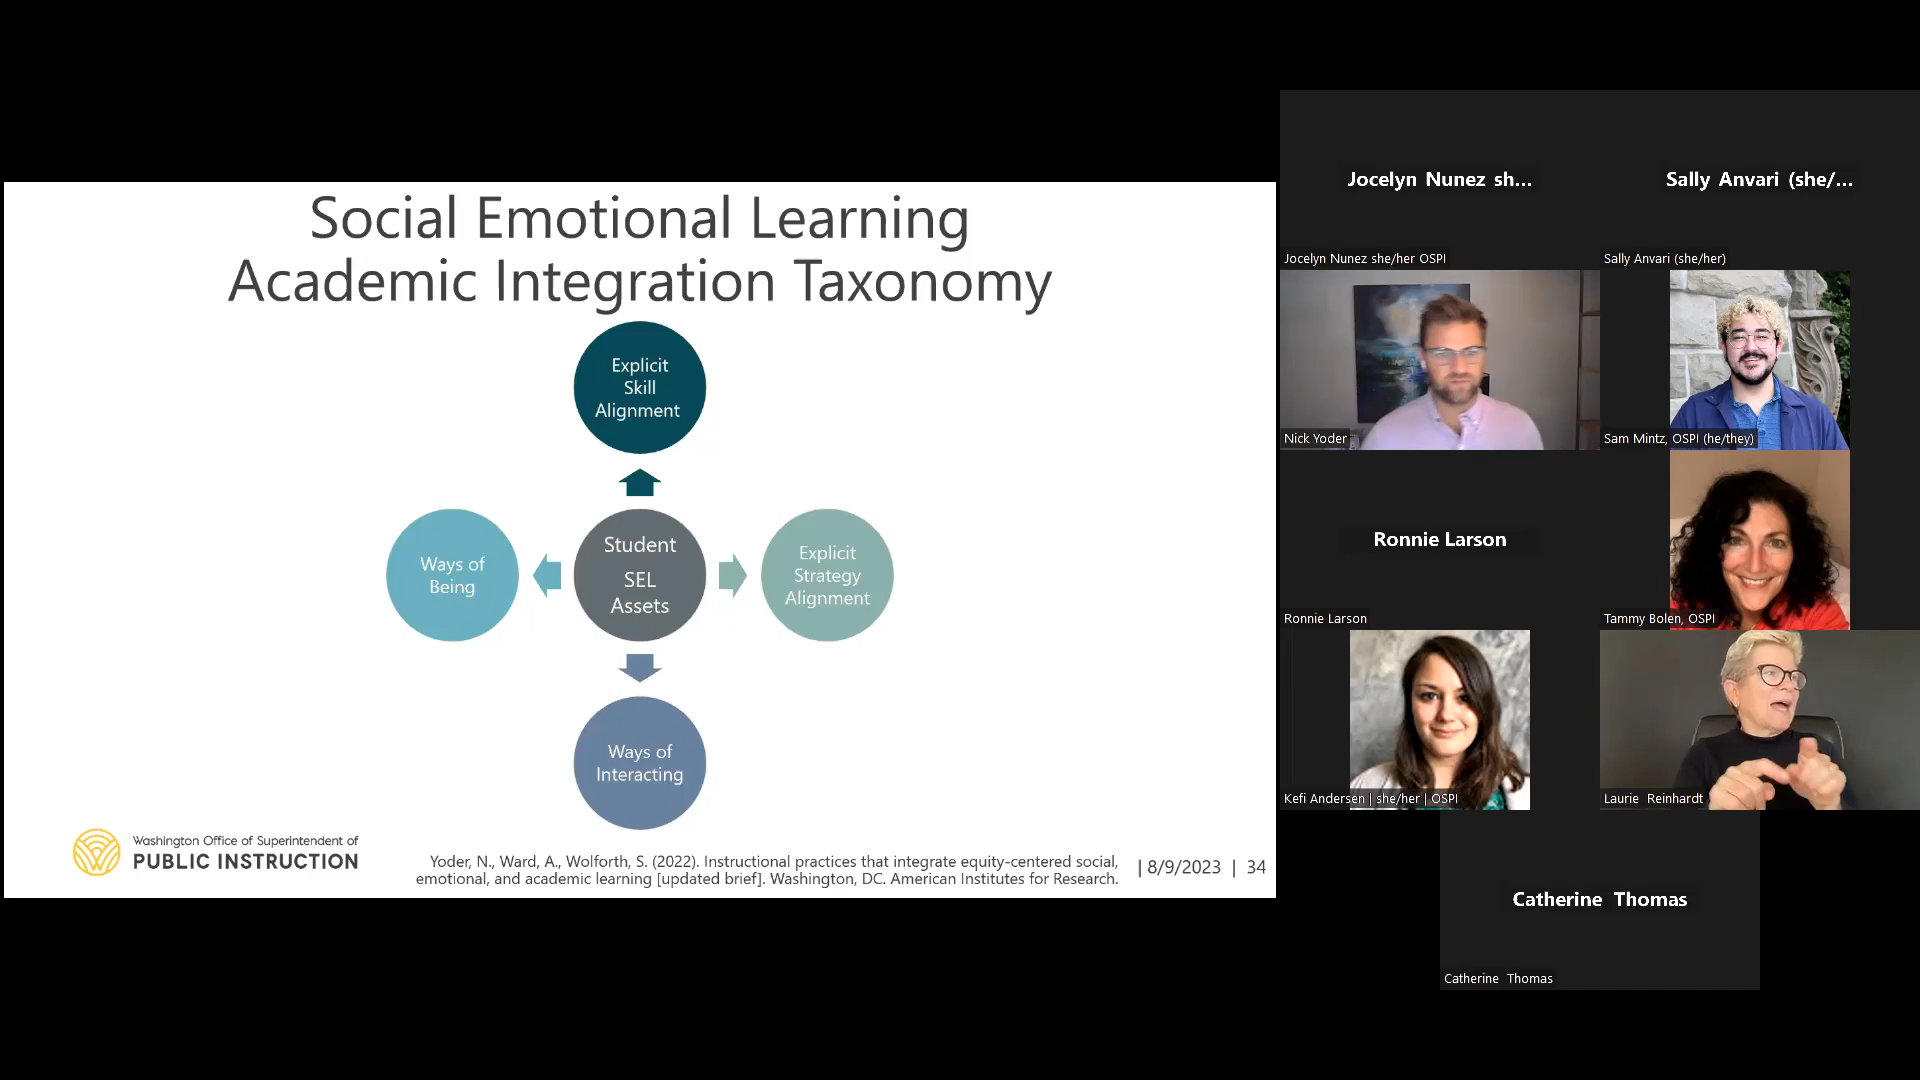 Social Emotional Learning
Academic Integration Taxonomy
Explicit
Skill
Alignment
Ways of
Being
Student
SEL
Assets
Explicit
Strategy
Alignment
Ways of
Interacting
Washington Office of Superintendent of
PUBLIC INSTRUCTION
Yoder, N., Ward, A., Wolforth, S. (2022). Instructional practices that integrate equity-centered social,
emotional, and academic learning [updated brief]. Washington, DC. American Institutes for Research.
| 8/9/2023 | 34
Jocelyn Nunez sh...
Jocelyn Nunez she/her OSPI
Sally Anvari (she/...
Sally Anvari (she/her)
Nick Yoder
Sam Mintz, OSPI (he/they)
Ronnie Larson
Ronnie Larson
Tammy Bolen, OSPI
Kefi Andersen | she/her | OSPI
Laurie Reinhardt
Catherine Thomas
Catherine Thomas